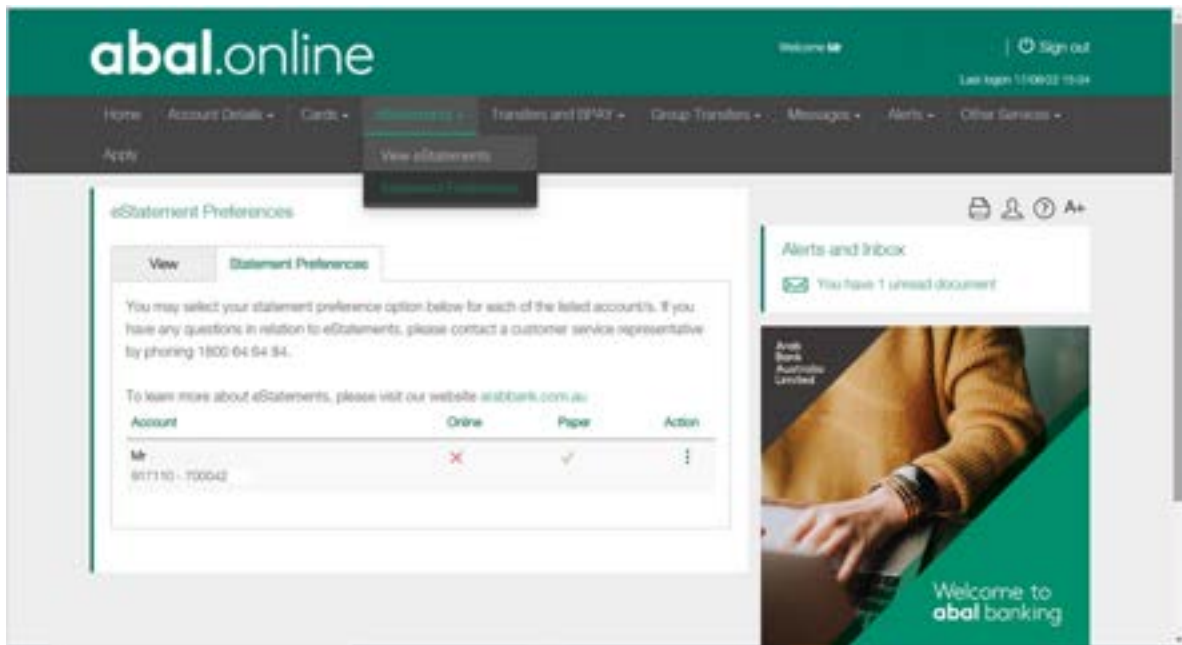 abal.online
Welcome Mr
Sign out
Last logon 17/08/22 15:04
Home Account Details Cards eStatements Transfers and BPAY Group Transfers Messages Alerts Other Services
Apply
View eStatements
Statement Preferences
eStatement Preferences
View Statement Preferences
You may select your statement preference option below for each of the listed account/s. If you
have any questions in relation to eStatements, please contact a customer service representative
by phoning 1800 64 64 84.
To learn more about eStatements, please visit our website arabbank.com.au
Account Online Paper Action
Mr
917110 - 700042
A+
Alerts and Inbox
You have 1 unread document
Arab
Bank
Australia
Limited
Welcome to
abal banking